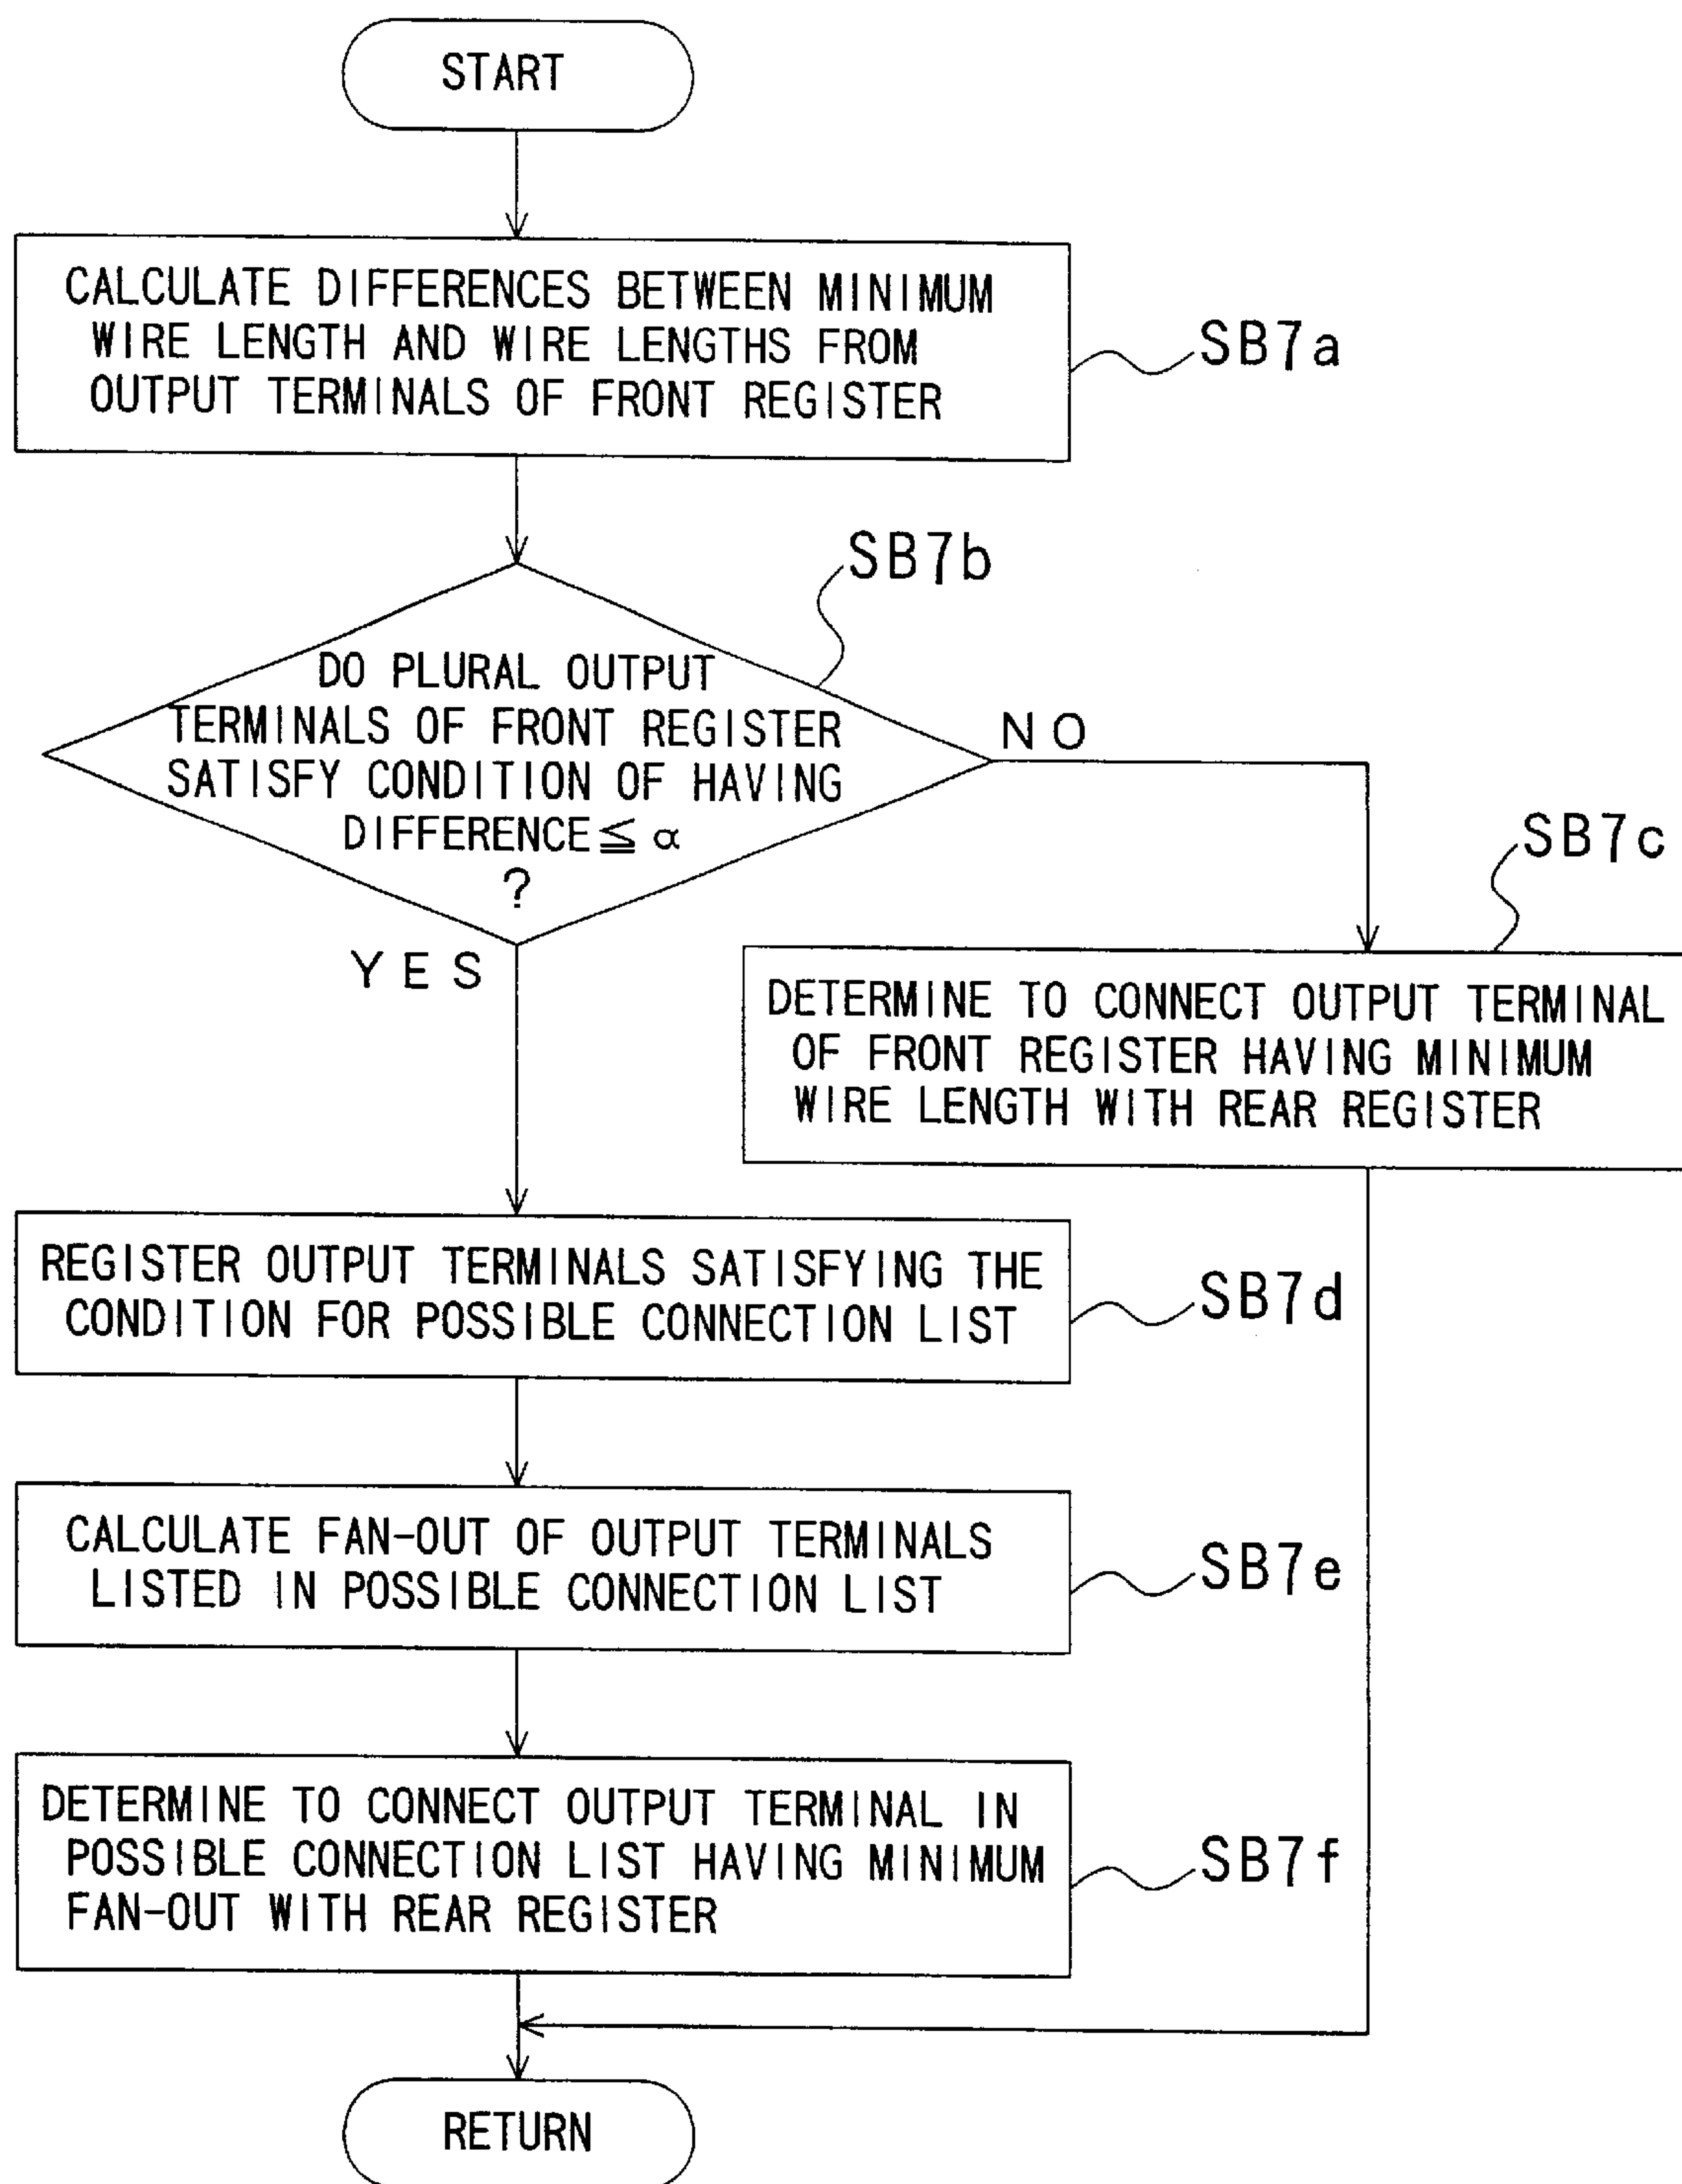 START
CALCULATE DIFFERENCES BETWEEN MINIMUM
WIRE LENGTH AND WIRE LENGTHS FROM
OUTPUT TERMINALS OF FRONT REGISTER
SB7a
SB7b
DO PLURAL OUTPUT
TERMINALS OF FRONT REGISTER
SATISFY CONDITION OF HAVING
DIFFERENCE ≦ α
?
NO
YES
SB7c
DETERMINE TO CONNECT OUTPUT TERMINAL
OF FRONT REGISTER HAVING MINIMUM
WIRE LENGTH WITH REAR REGISTER
REGISTER OUTPUT TERMINALS SATISFYING THE
CONDITION FOR POSSIBLE CONNECTION LIST
SB7d
CALCULATE FAN-OUT OF OUTPUT TERMINALS
LISTED IN POSSIBLE CONNECTION LIST
SB7e
DETERMINE TO CONNECT OUTPUT TERMINAL IN
POSSIBLE CONNECTION LIST HAVING MINIMUM
FAN-OUT WITH REAR REGISTER
SB7f
RETURN